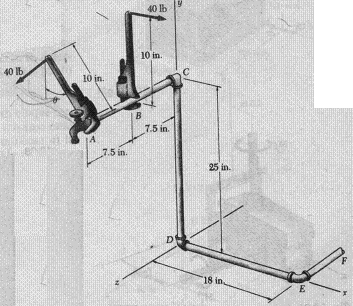 y
40 lb
10 in.
C
40 lb
10 in.
θ
B
A
7.5 in.
7.5 in.
25 in.
D
F
z
18 in.
E
x